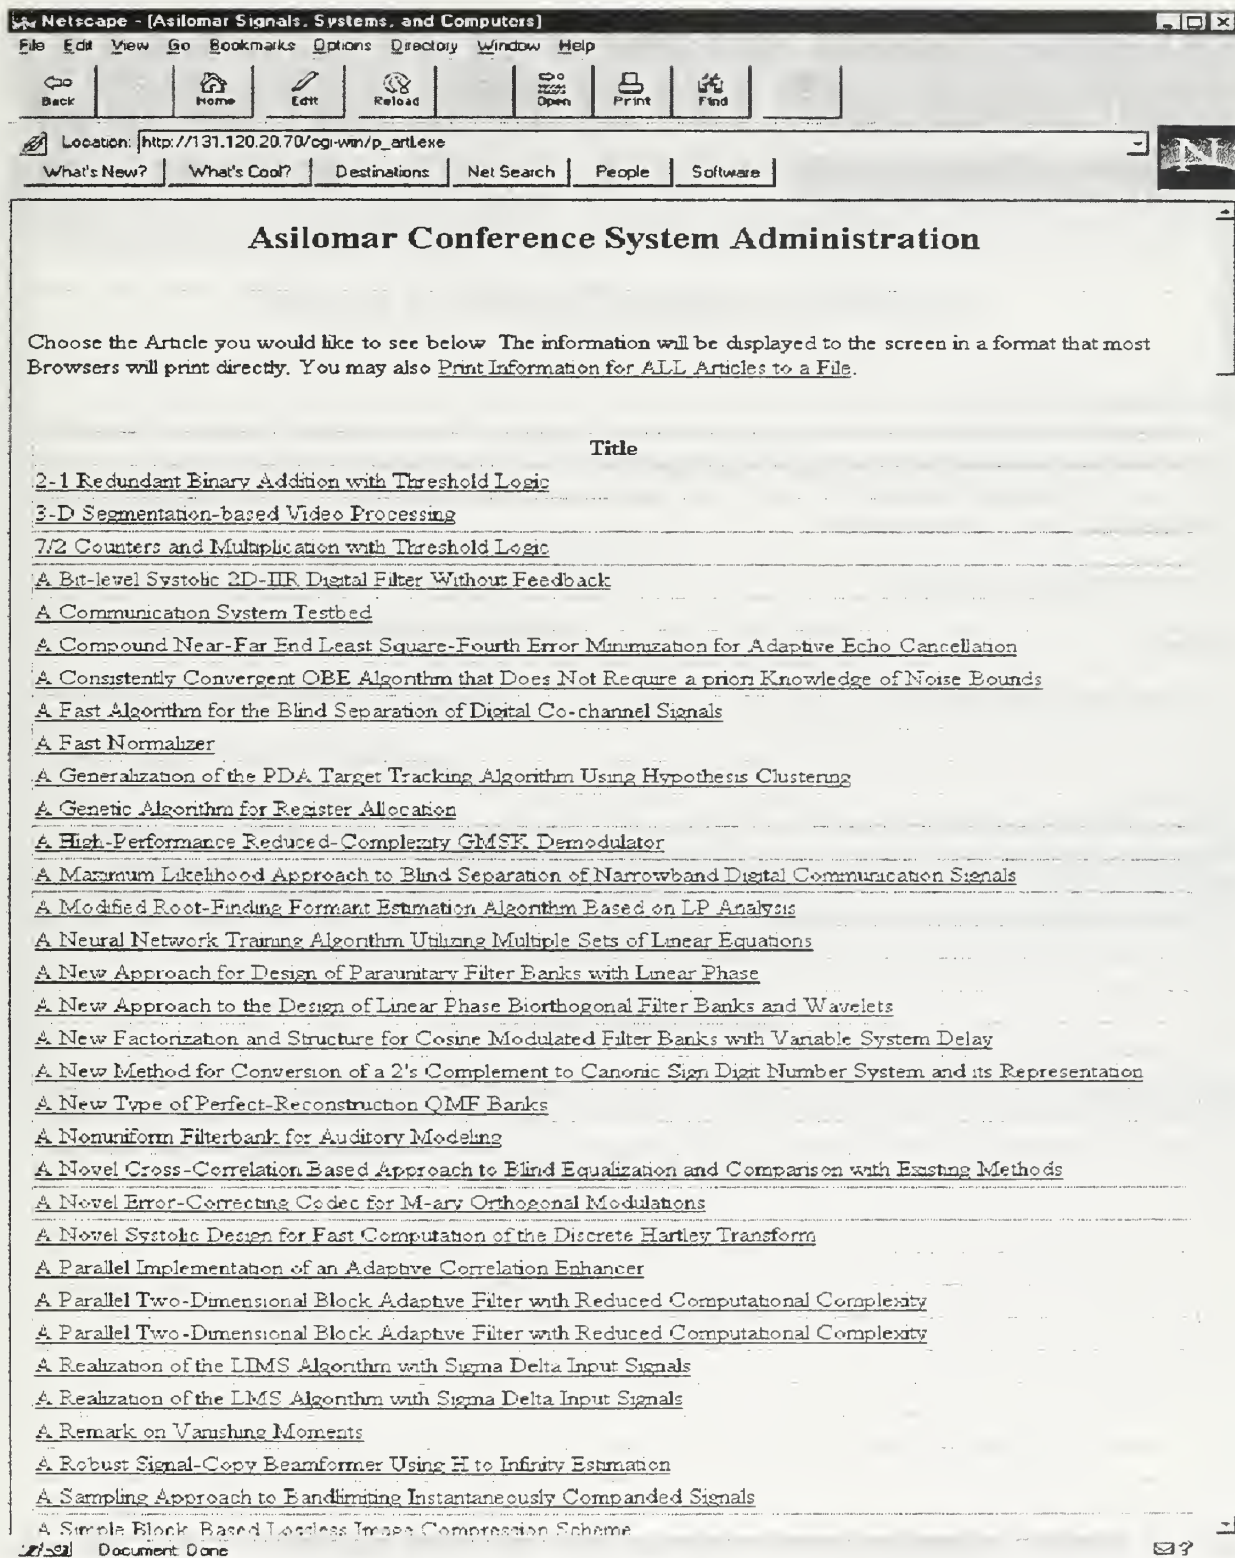 Netscape - [Asilomar Signals, Systems, and Computers]
File Edit View Go Bookmarks Options Directory Window Help
Back Home Edit Reload Open Print Find
Location: http://131.120.20.70/cgi-win/p_artl.exe
What's New? What's Cool? Destinations Net Search People Software
N
Asilomar Conference System Administration
Choose the Article you would like to see below The information will be displayed to the screen in a format that most
Browsers will print directly. You may also Print Information for ALL Articles to a File.
Title
2-1 Redundant Binary Addition with Threshold Logic
3-D Segmentation-based Video Processing
7/2 Counters and Multiplication with Threshold Logic
A Bit-level Systolic 2D-IIR Digital Filter Without Feedback
A Communication System Testbed
A Compound Near-Far End Least Square-Fourth Error Minimization for Adaptive Echo Cancellation
A Consistently Convergent OBE Algorithm that Does Not Require a priori Knowledge of Noise Bounds
A Fast Algorithm for the Blind Separation of Digital Co-channel Signals
A Fast Normalizer
A Generalization of the PDA Target Tracking Algorithm Using Hypothesis Clustering
A Genetic Algorithm for Register Allocation
A High-Performance Reduced-Complexity GMSK Demodulator
A Maximum Likelihood Approach to Blind Separation of Narrowband Digital Communication Signals
A Modified Root-Finding Formant Estimation Algorithm Based on LP Analysis
A Neural Network Training Algorithm Utilizing Multiple Sets of Linear Equations
A New Approach for Design of Paraunitary Filter Banks with Linear Phase
A New Approach to the Design of Linear Phase Biorthogonal Filter Banks and Wavelets
A New Factorization and Structure for Cosine Modulated Filter Banks with Variable System Delay
A New Method for Conversion of a 2's Complement to Canonic Sign Digit Number System and its Representation
A New Type of Perfect-Reconstruction QMF Banks
A Nonuniform Filterbank for Auditory Modeling
A Novel Cross-Correlation Based Approach to Blind Equalization and Comparison with Existing Methods
A Novel Error-Correcting Codec for M-ary Orthogonal Modulations
A Novel Systolic Design for Fast Computation of the Discrete Hartley Transform
A Parallel Implementation of an Adaptive Correlation Enhancer
A Parallel Two-Dimensional Block Adaptive Filter with Reduced Computational Complexity
A Parallel Two-Dimensional Block Adaptive Filter with Reduced Computational Complexity
A Realization of the LIMS Algorithm with Sigma Delta Input Signals
A Realization of the LMS Algorithm with Sigma Delta Input Signals
A Remark on Vanishing Moments
A Robust Signal-Copy Beamformer Using H to Infinity Estimation
A Sampling Approach to Bandlimiting Instantaneously Companded Signals
A Simple Block Based Lossless Image Compression Scheme
Document: Done